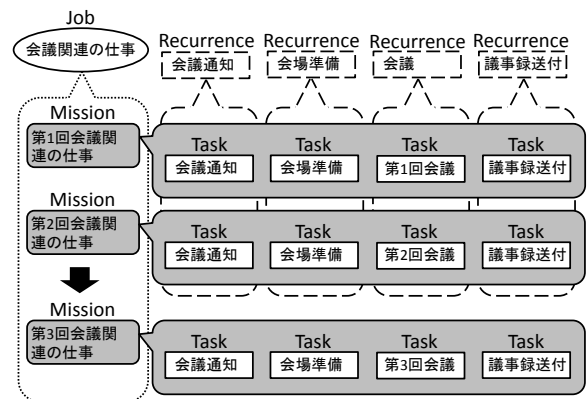 Job
会議関連の仕事
Recurrence Recurrence Recurrence Recurrence
会議通知 会場準備 会議 議事録送付
Mission
第1回会議関
連の仕事
Task Task Task Task
会議通知 会場準備 第1回会議 議事録送付
Mission
第2回会議関
連の仕事
Task Task Task Task
会議通知 会場準備 第2回会議 議事録送付
Mission
第3回会議関
連の仕事
Task Task Task Task
会議通知 会場準備 第3回会議 議事録送付